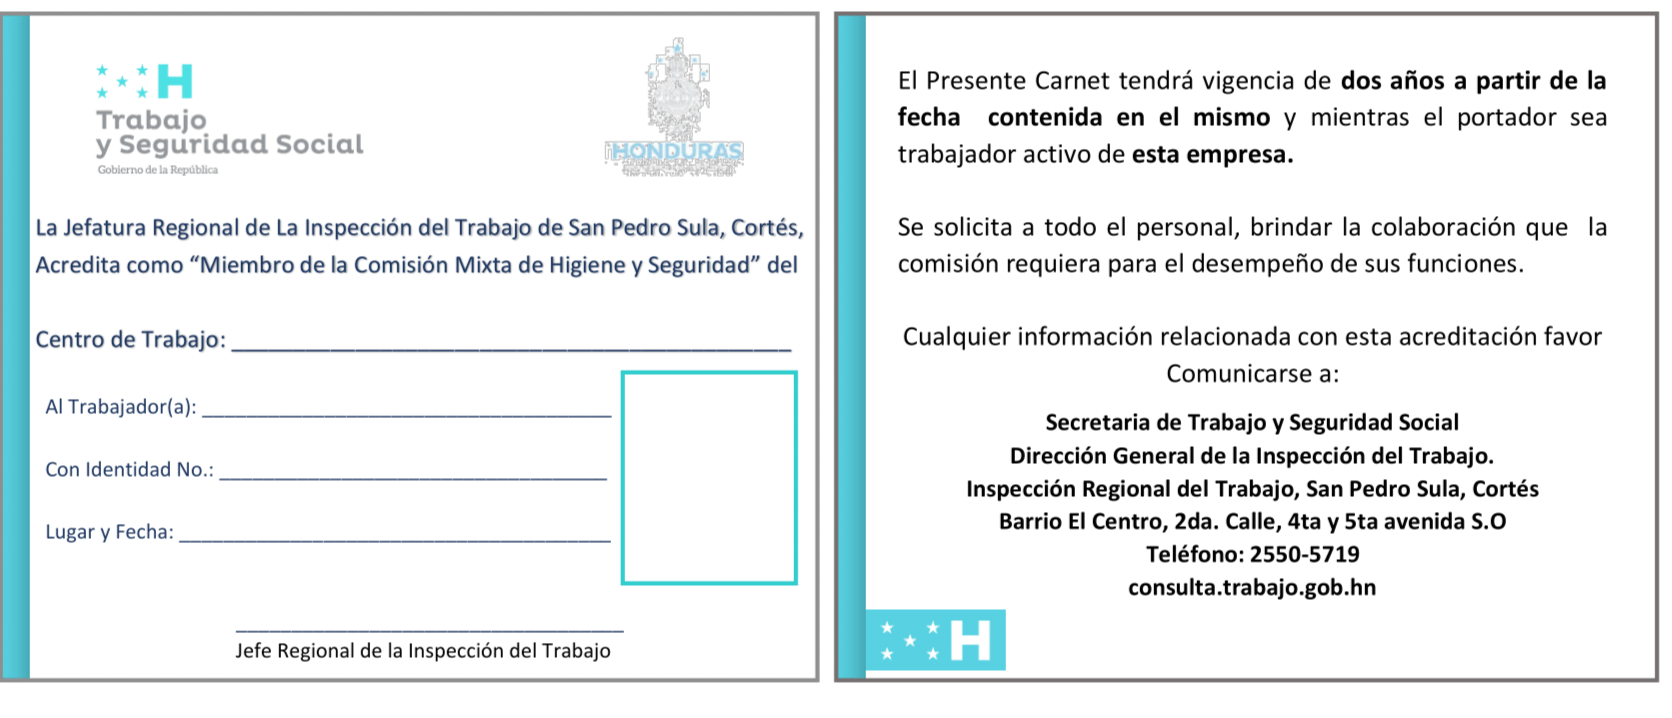 H
Trabajo
y Seguridad Social
Gobierno de la República
HONDURAS
La Jefatura Regional de La Inspección del Trabajo de San Pedro Sula, Cortés,
Acredita como “Miembro de la Comisión Mixta de Higiene y Seguridad” del
Centro de Trabajo:
Al Trabajador(a):
Con Identidad No.:
Lugar y Fecha:
Jefe Regional de la Inspección del Trabajo
El Presente Carnet tendrá vigencia de dos años a partir de la
fecha contenida en el mismo y mientras el portador sea
trabajador activo de esta empresa.
Se solicita a todo el personal, brindar la colaboración que la
comisión requiera para el desempeño de sus funciones.
Cualquier información relacionada con esta acreditación favor
Comunicarse a:
Secretaria de Trabajo y Seguridad Social
Dirección General de la Inspección del Trabajo.
Inspección Regional del Trabajo, San Pedro Sula, Cortés
Barrio El Centro, 2da. Calle, 4ta y 5ta avenida S.O
Teléfono: 2550-5719
consulta.trabajo.gob.hn
H